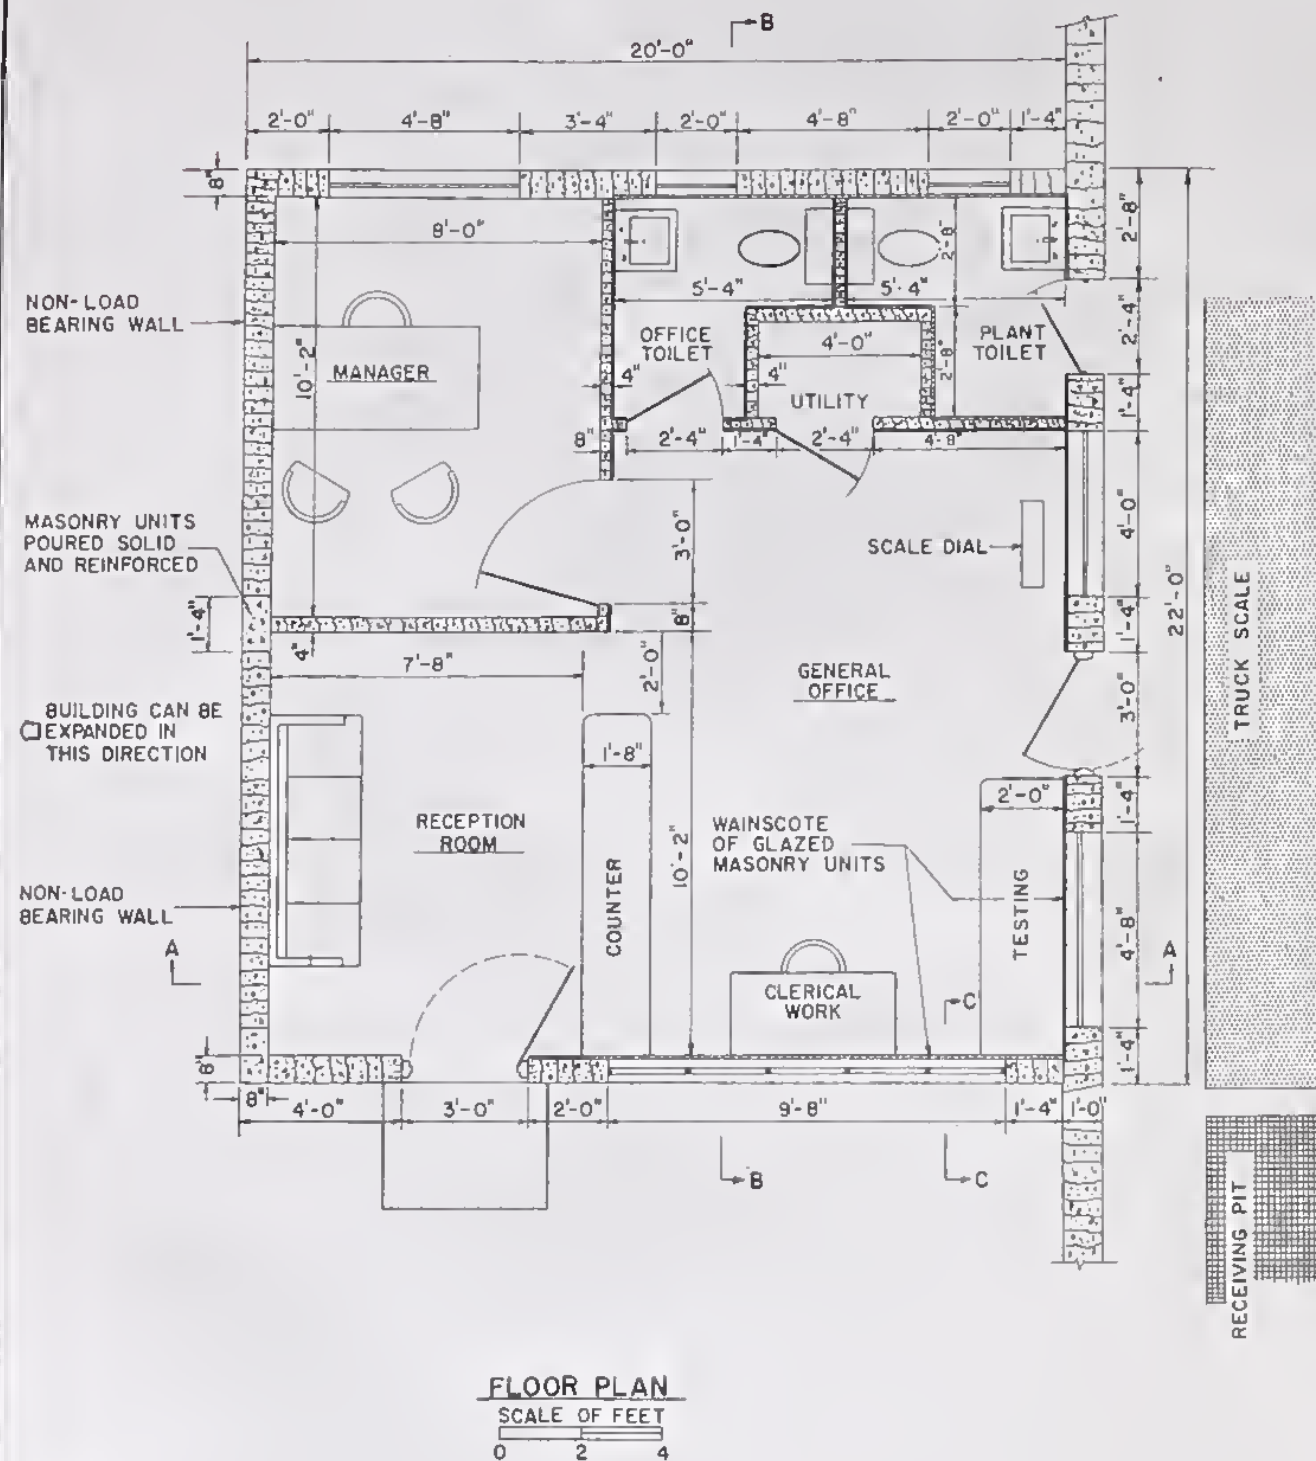 B
20'-0"
2'-0" 4'-8" 3'-4" 2'-0" 4'-8" 2'-0" 1'-4"
8"
8'-0"
2'-8"
2'-8"
5'-4" 5'-4"
NON-LOAD
BEARING WALL
OFFICE
TOILET
PLANT
TOILET
2'-4"
4'-0"
10'-2"
MANAGER
4" 4"
2'-8"
UTILITY
1'-4"
8" 2'-4" 1'-4" 2'-4" 4'-8"
MASONRY UNITS
POURED SOLID
AND REINFORCED
3'-0"
SCALE DIAL
4'-0"
22'-0"
TRUCK SCALE
1'-4"
8"
1'-4"
4"
7'-8"
2'-0"
GENERAL
OFFICE
3'-0"
BUILDING CAN BE
EXPANDED IN
THIS DIRECTION
1'-8"
2'-0"
1'-4"
RECEPTION
ROOM
WAINSCOTE
OF GLAZED
MASONRY UNITS
10'-2"
COUNTER
TESTING
NON-LOAD
BEARING WALL
4'-8"
A
A
CLERICAL
WORK
C
8"
1'-4"
8"
4'-0" 3'-0" 2'-0" 9'-8" 1'-4" 1'-0"
B
C
RECEIVING PIT
FLOOR PLAN
SCALE OF FEET
0 2 4